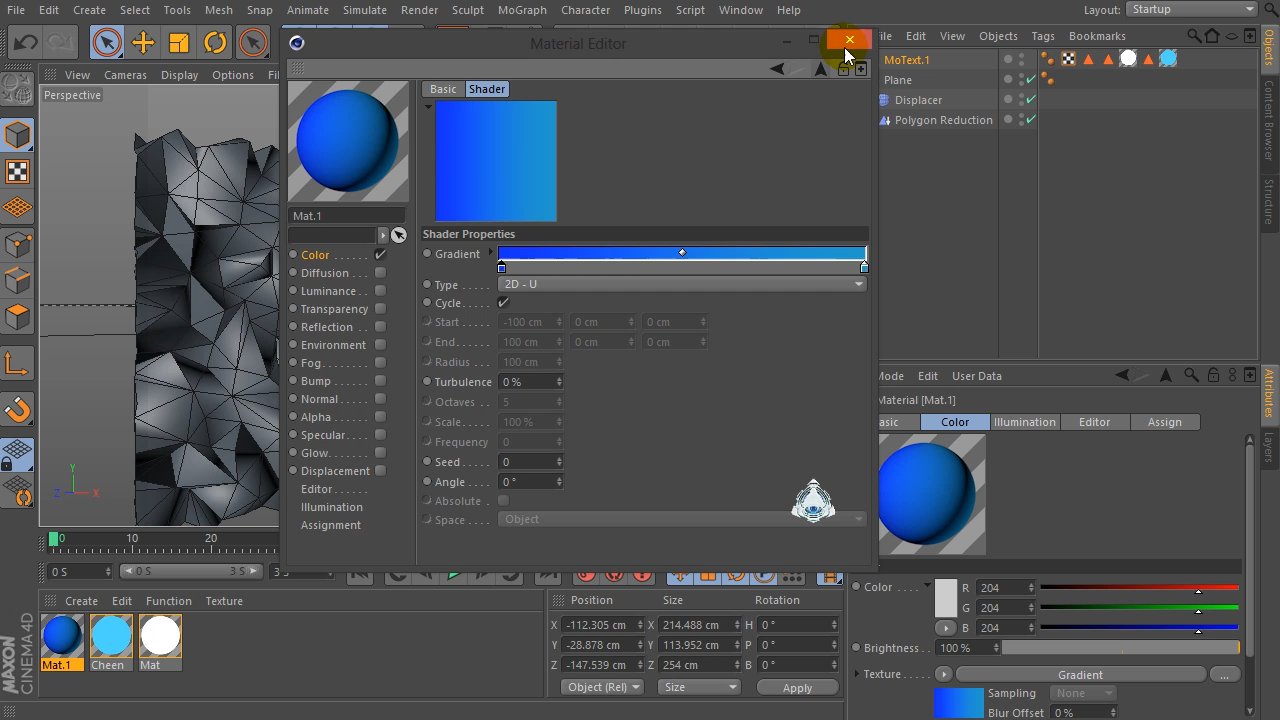 File Edit Create Select Tools Mesh Snap Animate Simulate Render Sculpt MoGraph Character Plugins Script Window Help Layout: Startup
Material Editor
ile Edit View Objects Tags Bookmarks
View Cameras Display Options Fil
Perspective
MoText.1
Plane
Displacer
Polygon Reduction
Objects
Content Browser
Structure
Basic Shader
Mat.1
Color
Diffusion
Luminance
Transparency
Reflection
Environment
Fog
Bump
Normal
Alpha
Specular
Glow
Displacement
Editor
Illumination
Assignment
Shader Properties
Gradient
Type 2D - U
Cycle
Start -100 cm 0 cm 0 cm
End 100 cm 0 cm 0 cm
Radius 100 cm
Turbulence 0 %
Octaves 5
Scale 100 %
Frequency 0
Seed 0
Angle 0 °
Absolute
Space Object
Mode Edit User Data
Material [Mat.1]
asic Color Illumination Editor Assign
Attributes
Layers
Y
Z X
0 10 20
0 S 0 S 3 S 3 S
Create Edit Function Texture
Mat.1 Cheen Mat
MAXON
CINEMA 4D
Position Size Rotation
X -112.305 cm X 214.488 cm H 0 °
Y -28.878 cm Y 113.952 cm P 0 °
Z -147.539 cm Z 254 cm B 0 °
Object (Rel) Size Apply
Color R 204
G 204
B 204
Brightness 100 %
Texture Gradient ...
Sampling None
Blur Offset 0 %